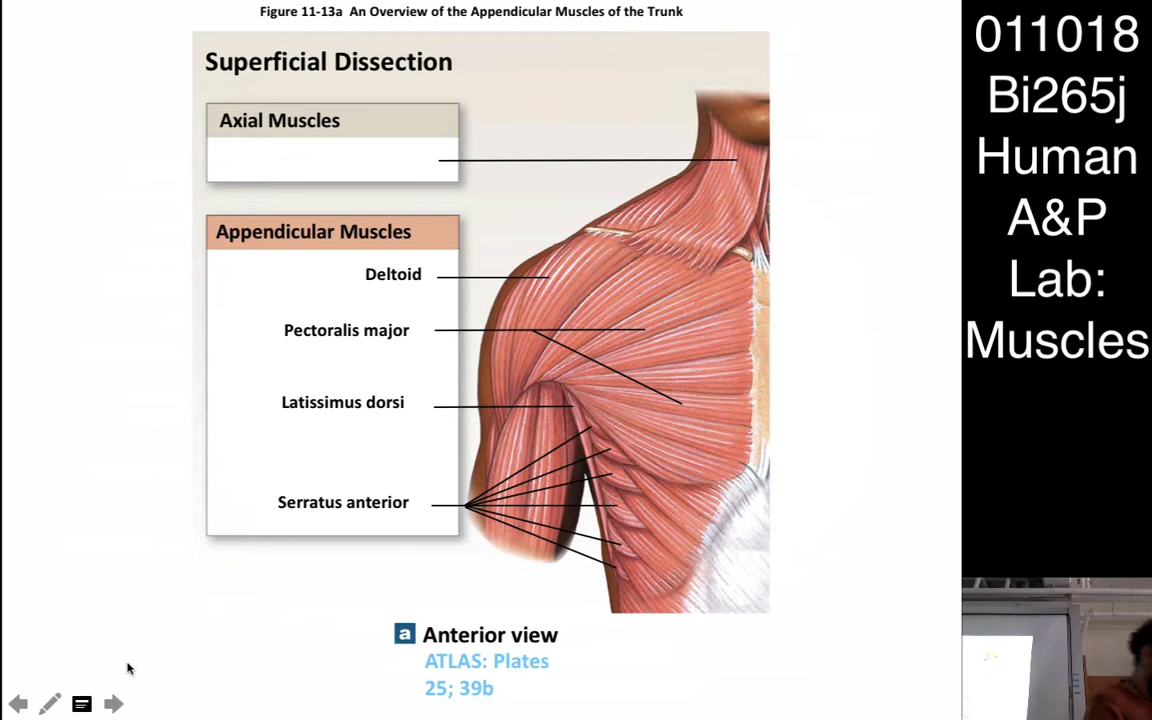 Figure 11-13a An Overview of the Appendicular Muscles of the Trunk
Superficial Dissection
Axial Muscles
Appendicular Muscles
Deltoid
Pectoralis major
Latissimus dorsi
Serratus anterior
a Anterior view
ATLAS: Plates
25; 39b
011018
Bi265j
Human
A&P
Lab:
Muscles